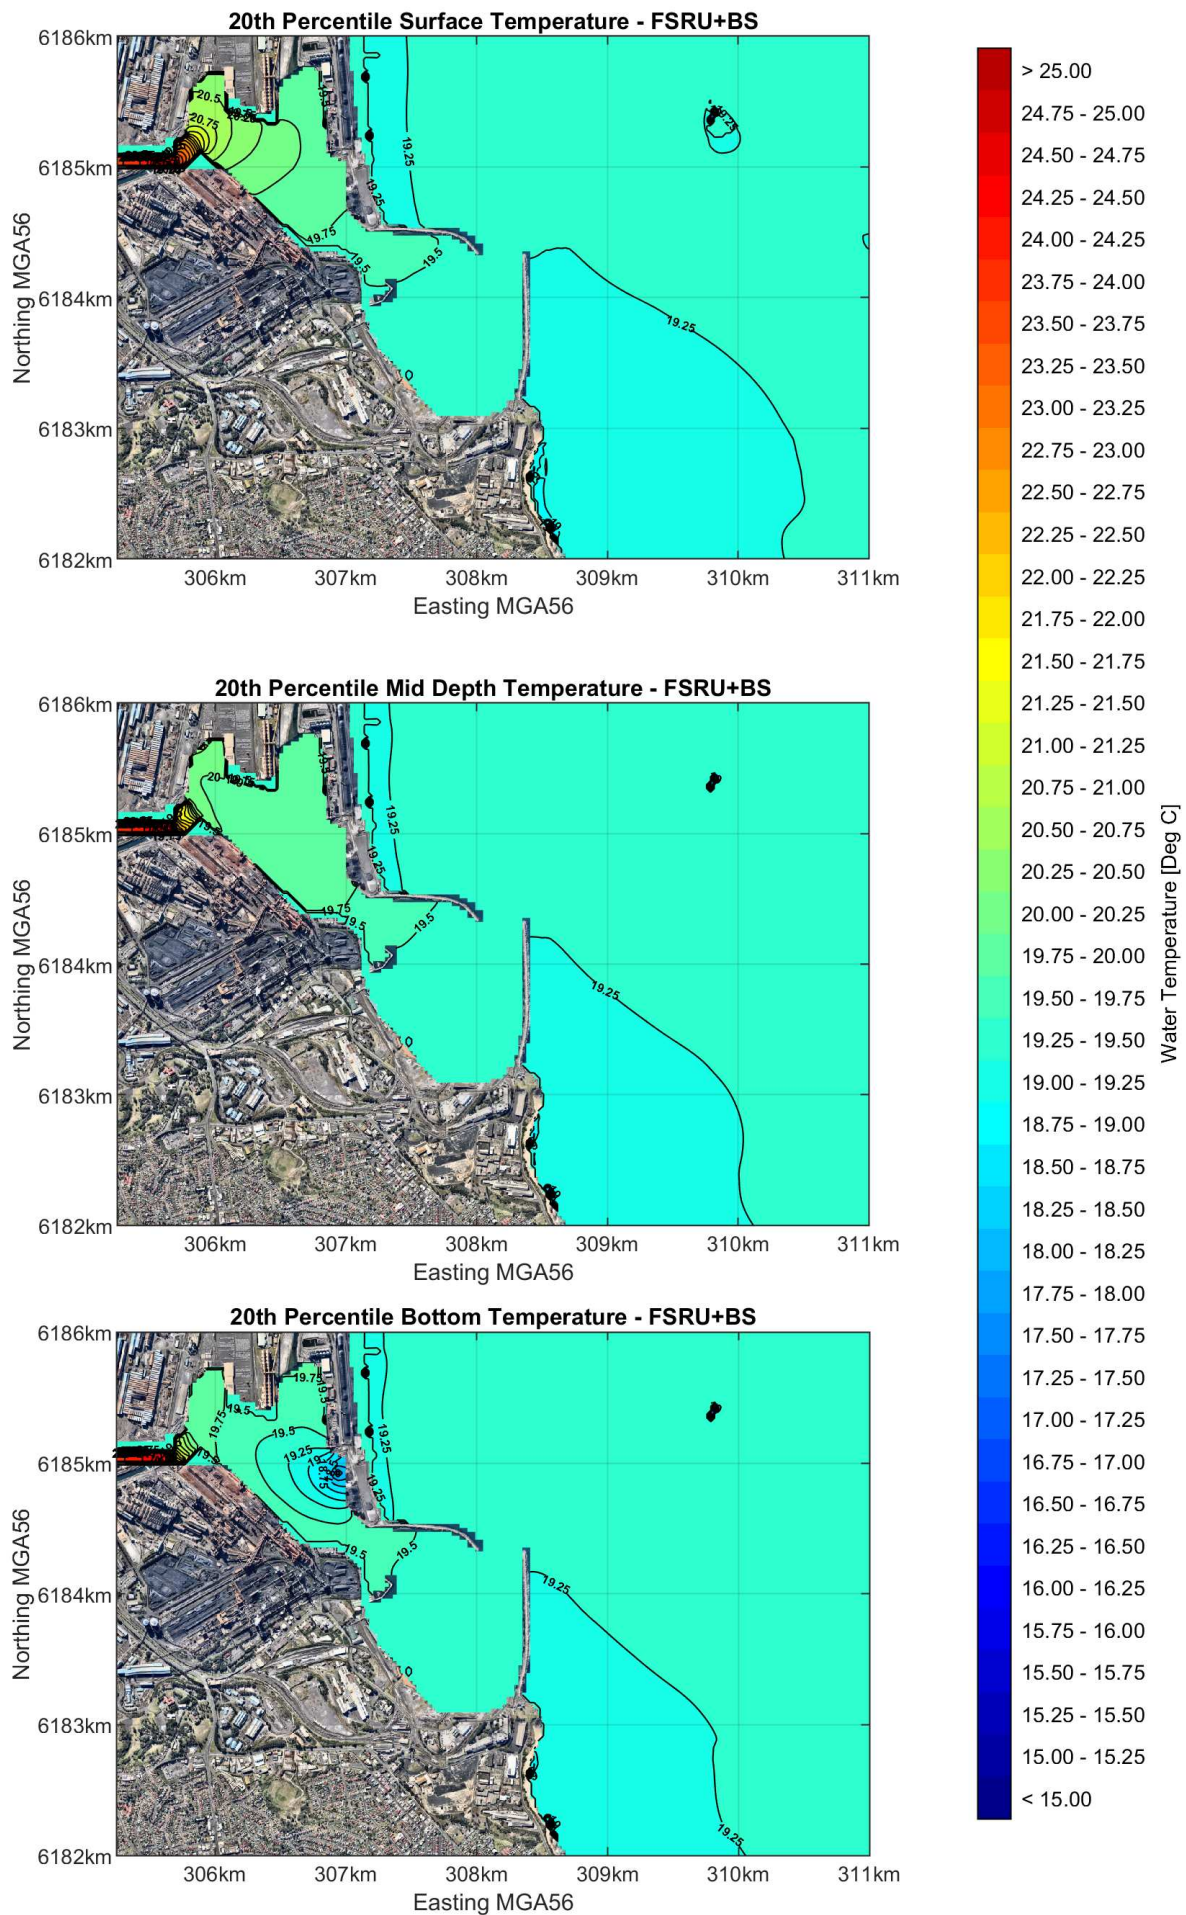 20th Percentile Surface Temperature - FSRU+BS
6186km
6185km
6184km
6183km
6182km
Northing MGA56
20.5
20.75
19.5
19.25
19.25
19.25
19.75
19.5
19.5
19.25
306km 307km 308km 309km 310km 311km
Easting MGA56
20th Percentile Mid Depth Temperature - FSRU+BS
6186km
6185km
6184km
6183km
6182km
Northing MGA56
20
19.5
19.25
19.25
19.75
19.5
19.5
19.25
306km 307km 308km 309km 310km 311km
Easting MGA56
20th Percentile Bottom Temperature - FSRU+BS
6186km
6185km
6184km
6183km
6182km
Northing MGA56
19.75
19.5
19.75
19.5
19.5
19.25
18.75
19.25
19.25
19.5
19.5
19.25
19.25
306km 307km 308km 309km 310km 311km
Easting MGA56
> 25.00
24.75 - 25.00
24.50 - 24.75
24.25 - 24.50
24.00 - 24.25
23.75 - 24.00
23.50 - 23.75
23.25 - 23.50
23.00 - 23.25
22.75 - 23.00
22.50 - 22.75
22.25 - 22.50
22.00 - 22.25
21.75 - 22.00
21.50 - 21.75
21.25 - 21.50
21.00 - 21.25
20.75 - 21.00
20.50 - 20.75
20.25 - 20.50
20.00 - 20.25
19.75 - 20.00
19.50 - 19.75
19.25 - 19.50
19.00 - 19.25
18.75 - 19.00
18.50 - 18.75
18.25 - 18.50
18.00 - 18.25
17.75 - 18.00
17.50 - 17.75
17.25 - 17.50
17.00 - 17.25
16.75 - 17.00
16.50 - 16.75
16.25 - 16.50
16.00 - 16.25
15.75 - 16.00
15.50 - 15.75
15.25 - 15.50
15.00 - 15.25
< 15.00
Water Temperature [Deg C]